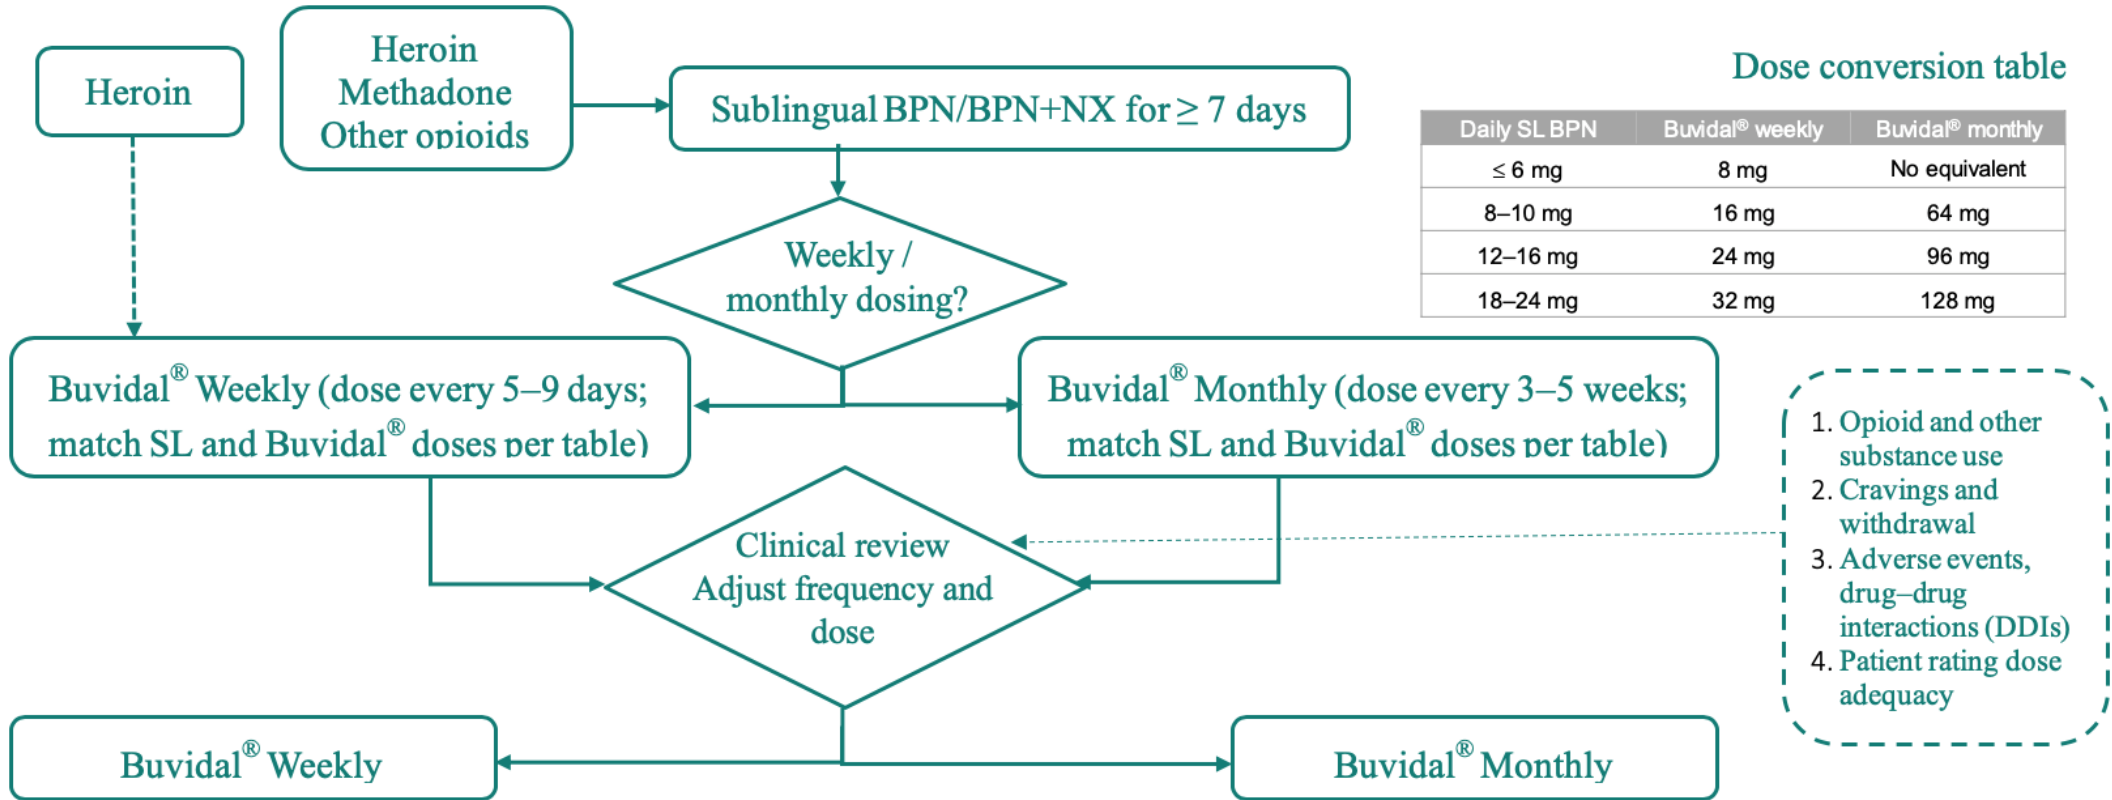 Heroin
Heroin
Methadone
Other opioids
Sublingual BPN/BPN+NX for ≥ 7 days
Dose conversion table
Daily SL BPN Buvidal® weekly Buvidal® monthly
≤ 6 mg 8 mg No equivalent
8–10 mg 16 mg 64 mg
12–16 mg 24 mg 96 mg
18–24 mg 32 mg 128 mg
Weekly /
monthly dosing?
Buvidal® Weekly (dose every 5–9 days;
match SL and Buvidal® doses per table)
Buvidal® Monthly (dose every 3–5 weeks;
match SL and Buvidal® doses per table)
Clinical review
Adjust frequency and
dose
1. Opioid and other
substance use
2. Cravings and
withdrawal
3. Adverse events,
drug–drug
interactions (DDIs)
4. Patient rating dose
adequacy
Buvidal® Weekly
Buvidal® Monthly